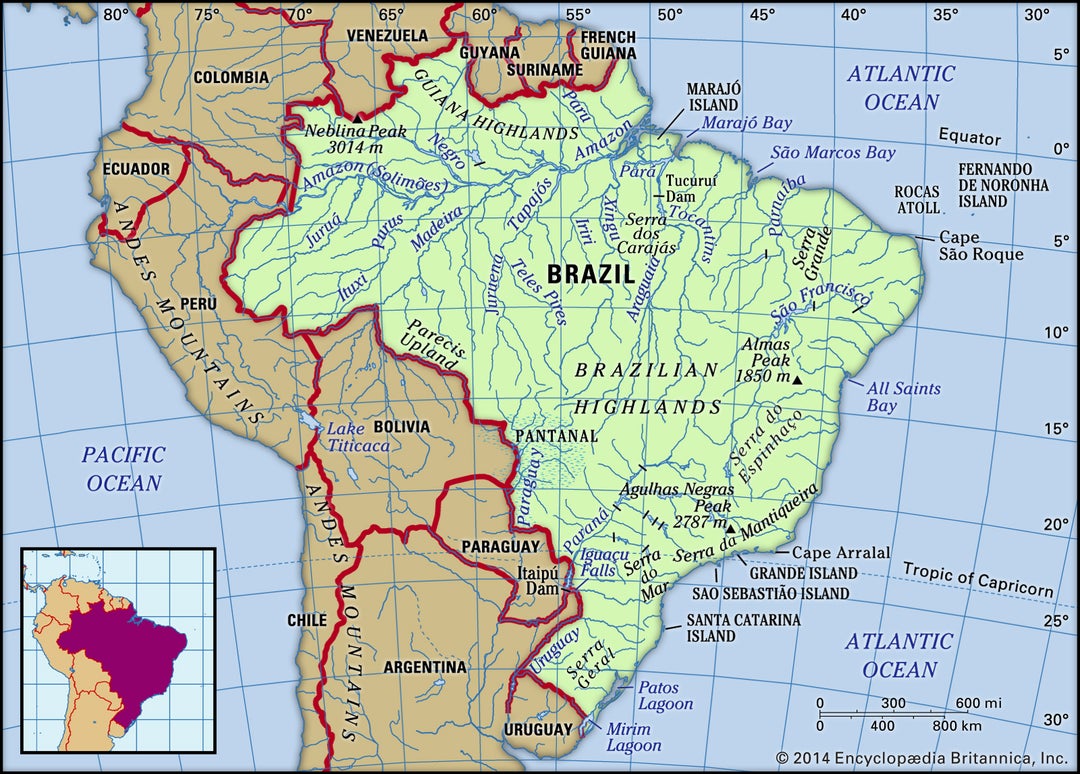 80° 75° 70° 65° 60° 55° 50° 45° 40° 35° 30°
VENEZUELA
GUYANA
FRENCH
GUIANA
SURINAME
5°
COLOMBIA
ATLANTIC
OCEAN
GUIANA HIGHLANDS
Paru
MARAJÓ
ISLAND
Marajó Bay
Neblina Peak
3014 m
Negro
Amazon
Equator
0°
São Marcos Bay
ECUADOR
Amazon (Solimões)
Pará
Tucuruí
Dam
FERNANDO
DE NORONHA
ISLAND
ROCAS
ATOLL
Parnaíba
Tapajós
Xingu
Iriri
Tocantins
Serra
dos
Carajás
Juruá
Purus
Madeira
Serra
Grande
Cape
São Roque
5°
ANDES MOUNTAINS
BRAZIL
Ituxi
Juruena
Teles Pires
Araguaia
São Francisco
PERU
Parecis
Upland
10°
Almas
Peak
1850 m
BRAZILIAN
HIGHLANDS
All Saints
Bay
Lake
Titicaca
BOLIVIA
PANTANAL
Serra do
Espinhaço
15°
PACIFIC
OCEAN
Paraguay
Agulhas Negras
Peak
2787 m
ANDES MOUNTAINS
Paraná
Serra da Mantiqueira
20°
PARAGUAY
Iguaçu
Falls
Itaipú
Dam
Serra
do
Mar
Cape Arralal
GRANDE ISLAND
SAO SEBASTIÃO ISLAND
Tropic of Capricorn
CHILE
SANTA CATARINA
ISLAND
25°
Uruguay
Serra
Geral
ARGENTINA
ATLANTIC
OCEAN
Patos
Lagoon
URUGUAY
Mirim
Lagoon
0 300 600 mi
0 400 800 km
30°
© 2014 Encyclopædia Britannica, Inc.